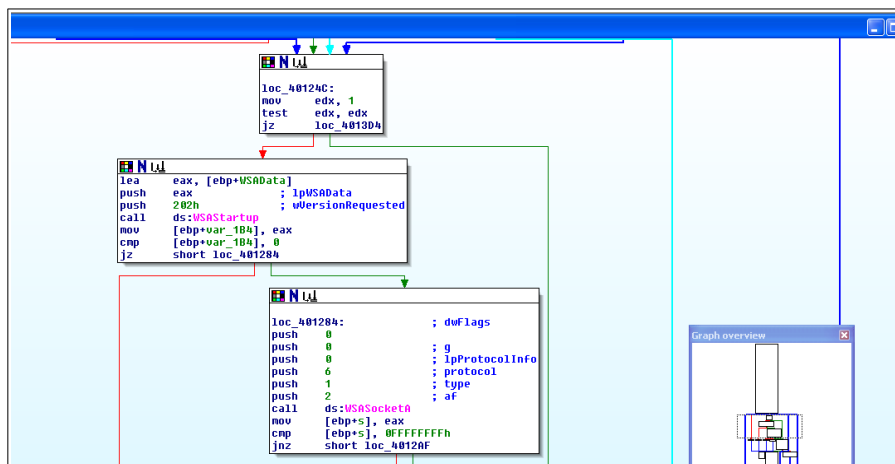 loc_40124C:
mov edx, 1
test edx, edx
jz loc_4013D4
lea eax, [ebp+WSAData]
push eax ; lpWSAData
push 202h ; wVersionRequested
call ds:WSAStartup
mov [ebp+var_1B4], eax
cmp [ebp+var_1B4], 0
jz short loc_401284
loc_401284: ; dwFlags
push 0
push 0 ; g
push 0 ; lpProtocolInfo
push 6 ; protocol
push 1 ; type
push 2 ; af
call ds:WSASocketA
mov [ebp+s], eax
cmp [ebp+s], 0FFFFFFFFh
jnz short loc_4012AF
Graph overview